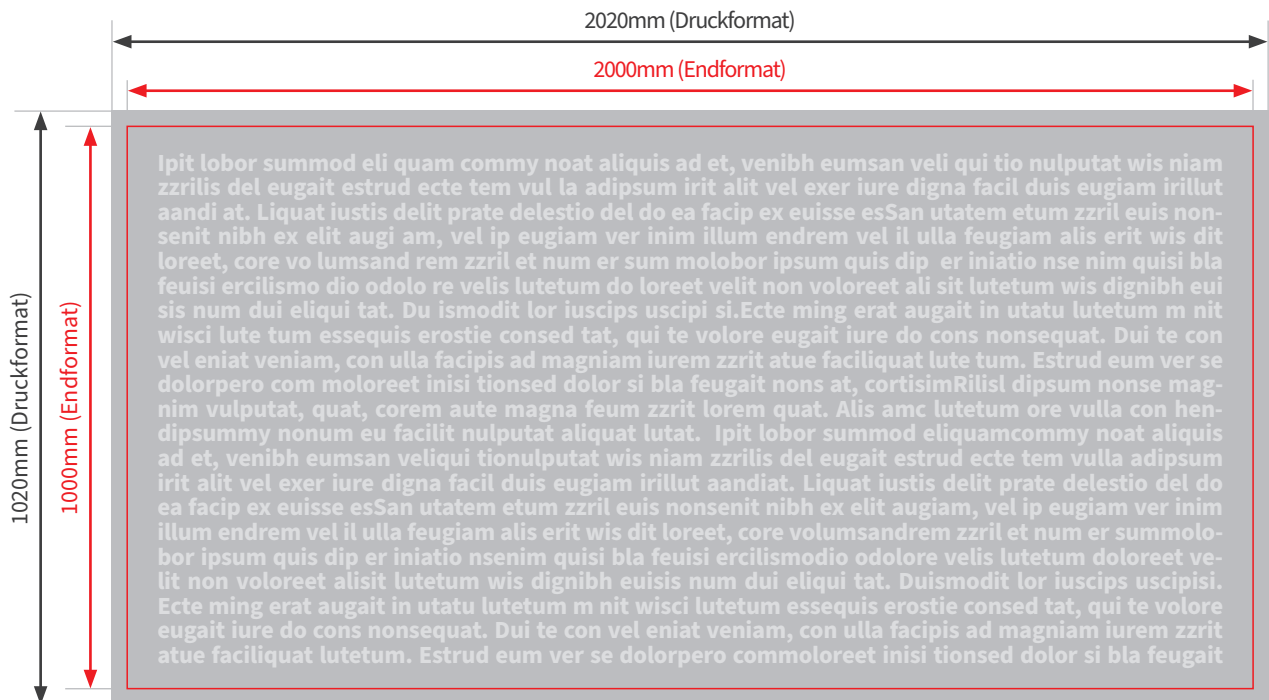 2020mm (Druckformat)
2000mm (Endformat)
1020mm (Druckformat)
1000mm (Endformat)
Ipit lobor summod eli quam commy noat aliquis ad et, venibh eumsan veli qui tio nulputat wis niam
zzrilis del eugait estrud ecte tem vul la adipsum irit alit vel exer iure digna facil duis eugiam irillut
aandi at. Liquat iustis delit prate delestio del do ea facip ex euisse esSan utatem etum zzril euis non-
senit nibh ex elit augi am, vel ip eugiam ver inim illum endrem vel il ulla feugiam alis erit wis dit
loreet, core vo lumsand rem zzril et num er sum molobor ipsum quis dip  er iniatio nse nim quisi bla
feuisi ercilismo dio odolo re velis lutetum do loreet velit non voloreet ali sit lutetum wis dignibh eui
sis num dui eliqui tat. Du ismodit lor iuscips uscipi si.Ecte ming erat augait in utatu lutetum m nit
wisci lute tum essequis erostie consed tat, qui te volore eugait iure do cons nonsequat. Dui te con
vel eniat veniam, con ulla facipis ad magniam iurem zzrit atue faciliquat lute tum. Estrud eum ver se
dolorpero com moloreet inisi tionsed dolor si bla feugait nons at, cortisimRilisl dipsum nonse mag-
nim vulputat, quat, corem aute magna feum zzrit lorem quat. Alis amc lutetum ore vulla con hen-
dipsummy nonum eu facilit nulputat aliquat lutat.  Ipit lobor summod eliquamcommy noat aliquis
ad et, venibh eumsan veliqui tionulputat wis niam zzrilis del eugait estrud ecte tem vulla adipsum
irit alit vel exer iure digna facil duis eugiam irillut aandiat. Liquat iustis delit prate delestio del do
ea facip ex euisse esSan utatem etum zzril euis nonsenit nibh ex elit augiam, vel ip eugiam ver inim
illum endrem vel il ulla feugiam alis erit wis dit loreet, core volumsandrem zzril et num er summolo-
bor ipsum quis dip er iniatio nsenim quisi bla feuisi ercilismodio odolore velis lutetum doloreet ve-
lit non voloreet alisit lutetum wis dignibh euisis num dui eliqui tat. Duismodit lor iuscips uscipisi.
Ecte ming erat augait in utatu lutetum m nit wisci lutetum essequis erostie consed tat, qui te volore
eugait iure do cons nonsequat. Dui te con vel eniat veniam, con ulla facipis ad magniam iurem zzrit
atue faciliquat lutetum. Estrud eum ver se dolorpero commoloreet inisi tionsed dolor si bla feugait